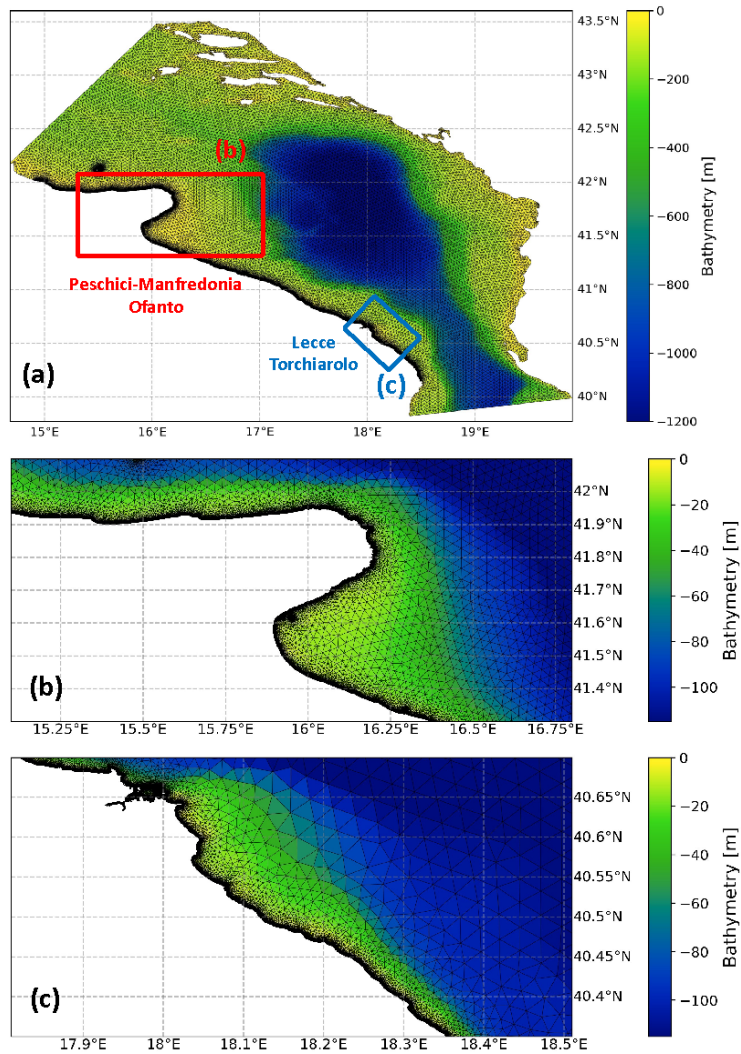 43.5°N
43°N
42.5°N
42°N
41.5°N
41°N
40.5°N
40°N
15°E 16°E 17°E 18°E 19°E
(b)
Peschici-Manfredonia
Ofanto
Lecce
Torchiarolo
(c)
(a)
0
−200
−400
−600
−800
−1000
−1200
Bathymetry [m]
42°N
41.9°N
41.8°N
41.7°N
41.6°N
41.5°N
41.4°N
15.25°E 15.5°E 15.75°E 16°E 16.25°E 16.5°E 16.75°E
(b)
0
−20
−40
−60
−80
−100
Bathymetry [m]
40.65°N
40.6°N
40.55°N
40.5°N
40.45°N
40.4°N
17.9°E 18°E 18.1°E 18.2°E 18.3°E 18.4°E 18.5°E
(c)
0
−20
−40
−60
−80
−100
Bathymetry [m]